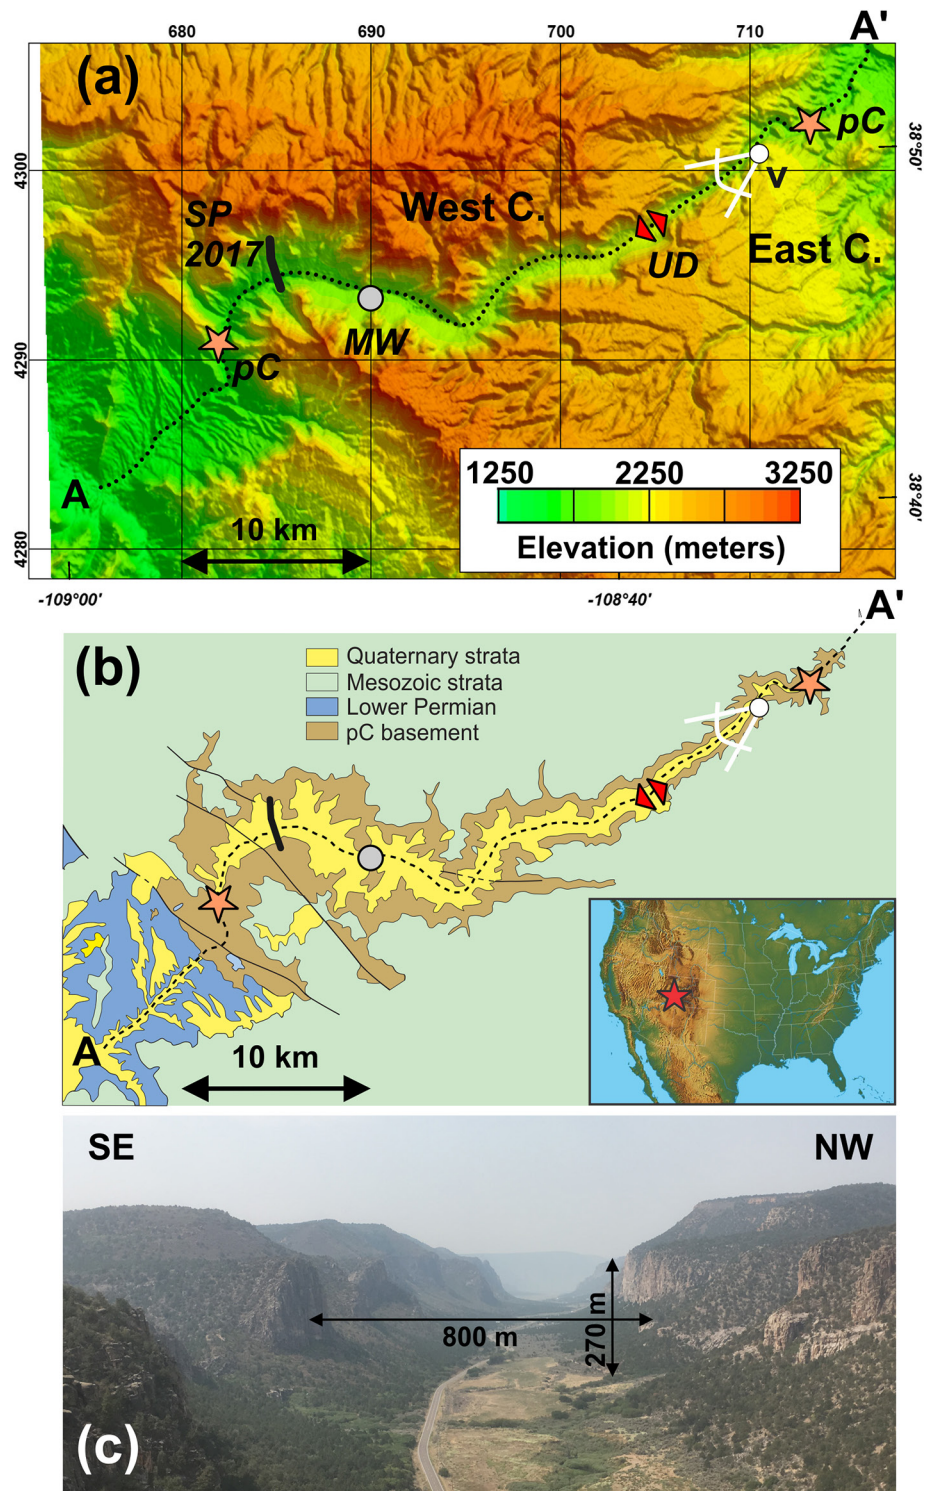 A'
680 690 700 710
(a)
pC
38°50'
4300
v
West C.
SP
2017
East C.
UD
MW
4290
pC
A
1250 2250 3250
Elevation (meters)
10 km
38°40'
4280
-109°00' -108°40'
A'
(b)
Quaternary strata
Mesozoic strata
Lower Permian
pC basement
A
10 km
SE NW
800 m
270 m
(c)